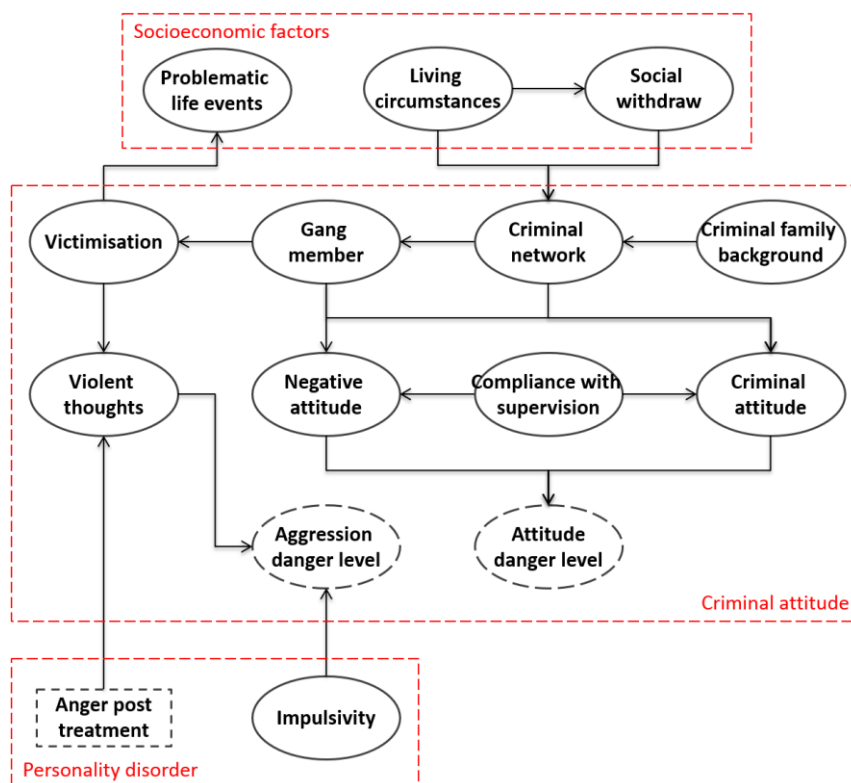 Socioeconomic factors
Problematic
life events
Living
circumstances
Social
withdraw
Victimisation
Gang
member
Criminal
network
Criminal family
background
Violent
thoughts
Negative
attitude
Compliance with
supervision
Criminal
attitude
Aggression
danger level
Attitude
danger level
Criminal attitude
Anger post
treatment
Impulsivity
Personality disorder